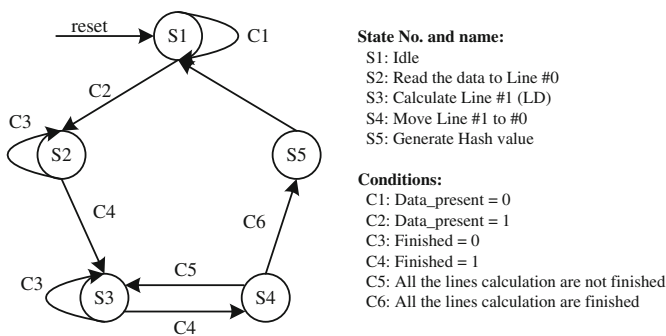 reset
S1
C1
C2
C3
S2
S5
C4
C6
C5
C3
S3
S4
C4
State No. and name:
S1: Idle
S2: Read the data to Line #0
S3: Calculate Line #1 (LD)
S4: Move Line #1 to #0
S5: Generate Hash value
Conditions:
C1: Data_present = 0
C2: Data_present = 1
C3: Finished = 0
C4: Finished = 1
C5: All the lines calculation are not finished
C6: All the lines calculation are finished